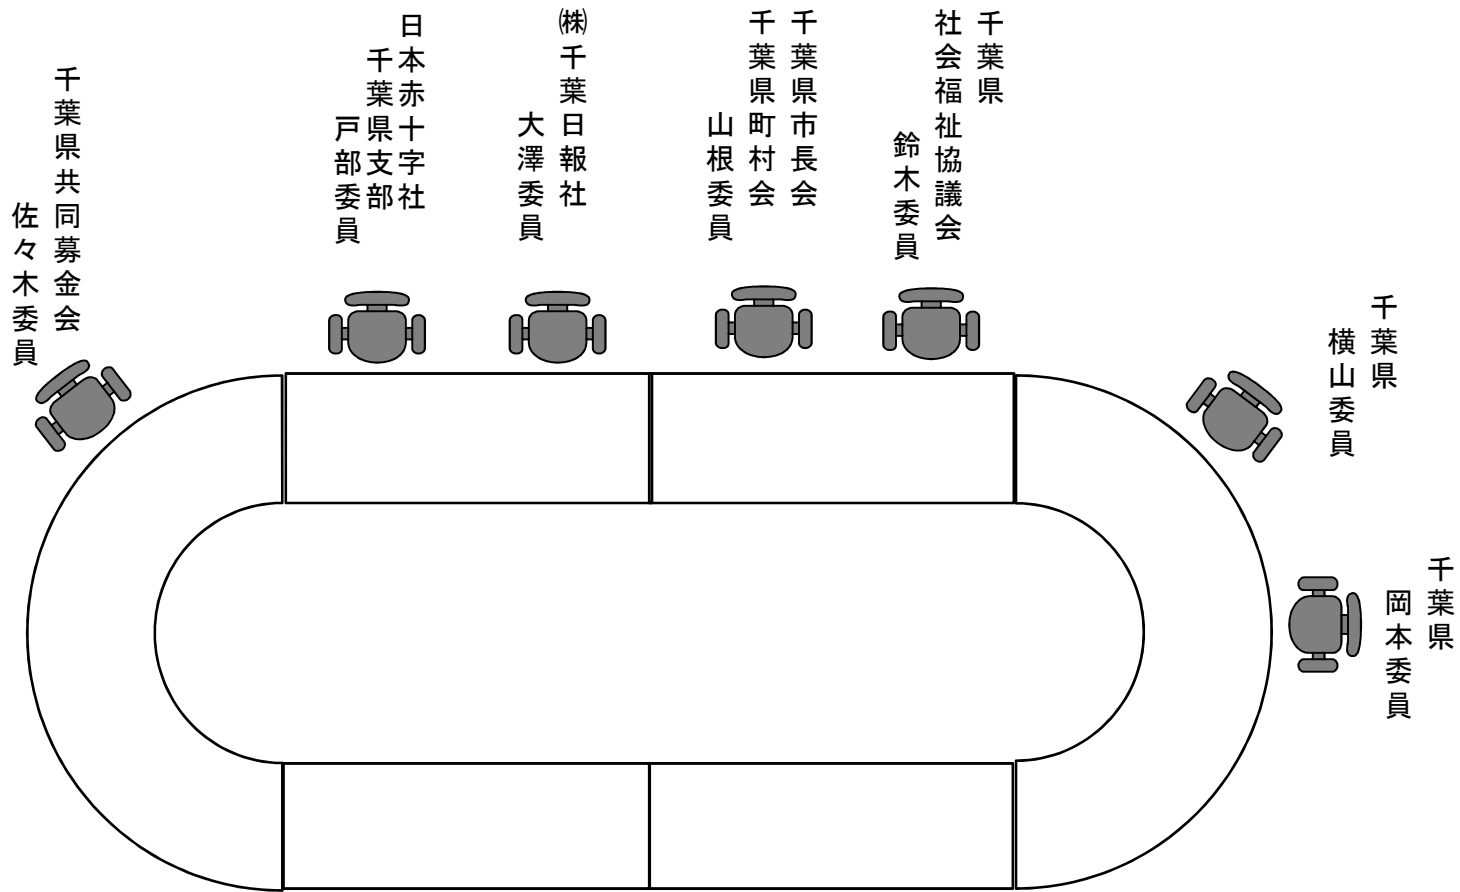 千葉県
岡本委員
千葉県
横山委員
千葉県
社会福祉協議会
鈴木委員
千葉県市長会
千葉県町村会
山根委員
㈱千葉日報社
大澤委員
日本赤十字社
千葉県支部
戸部委員
千葉県共同募金会
佐々木委員